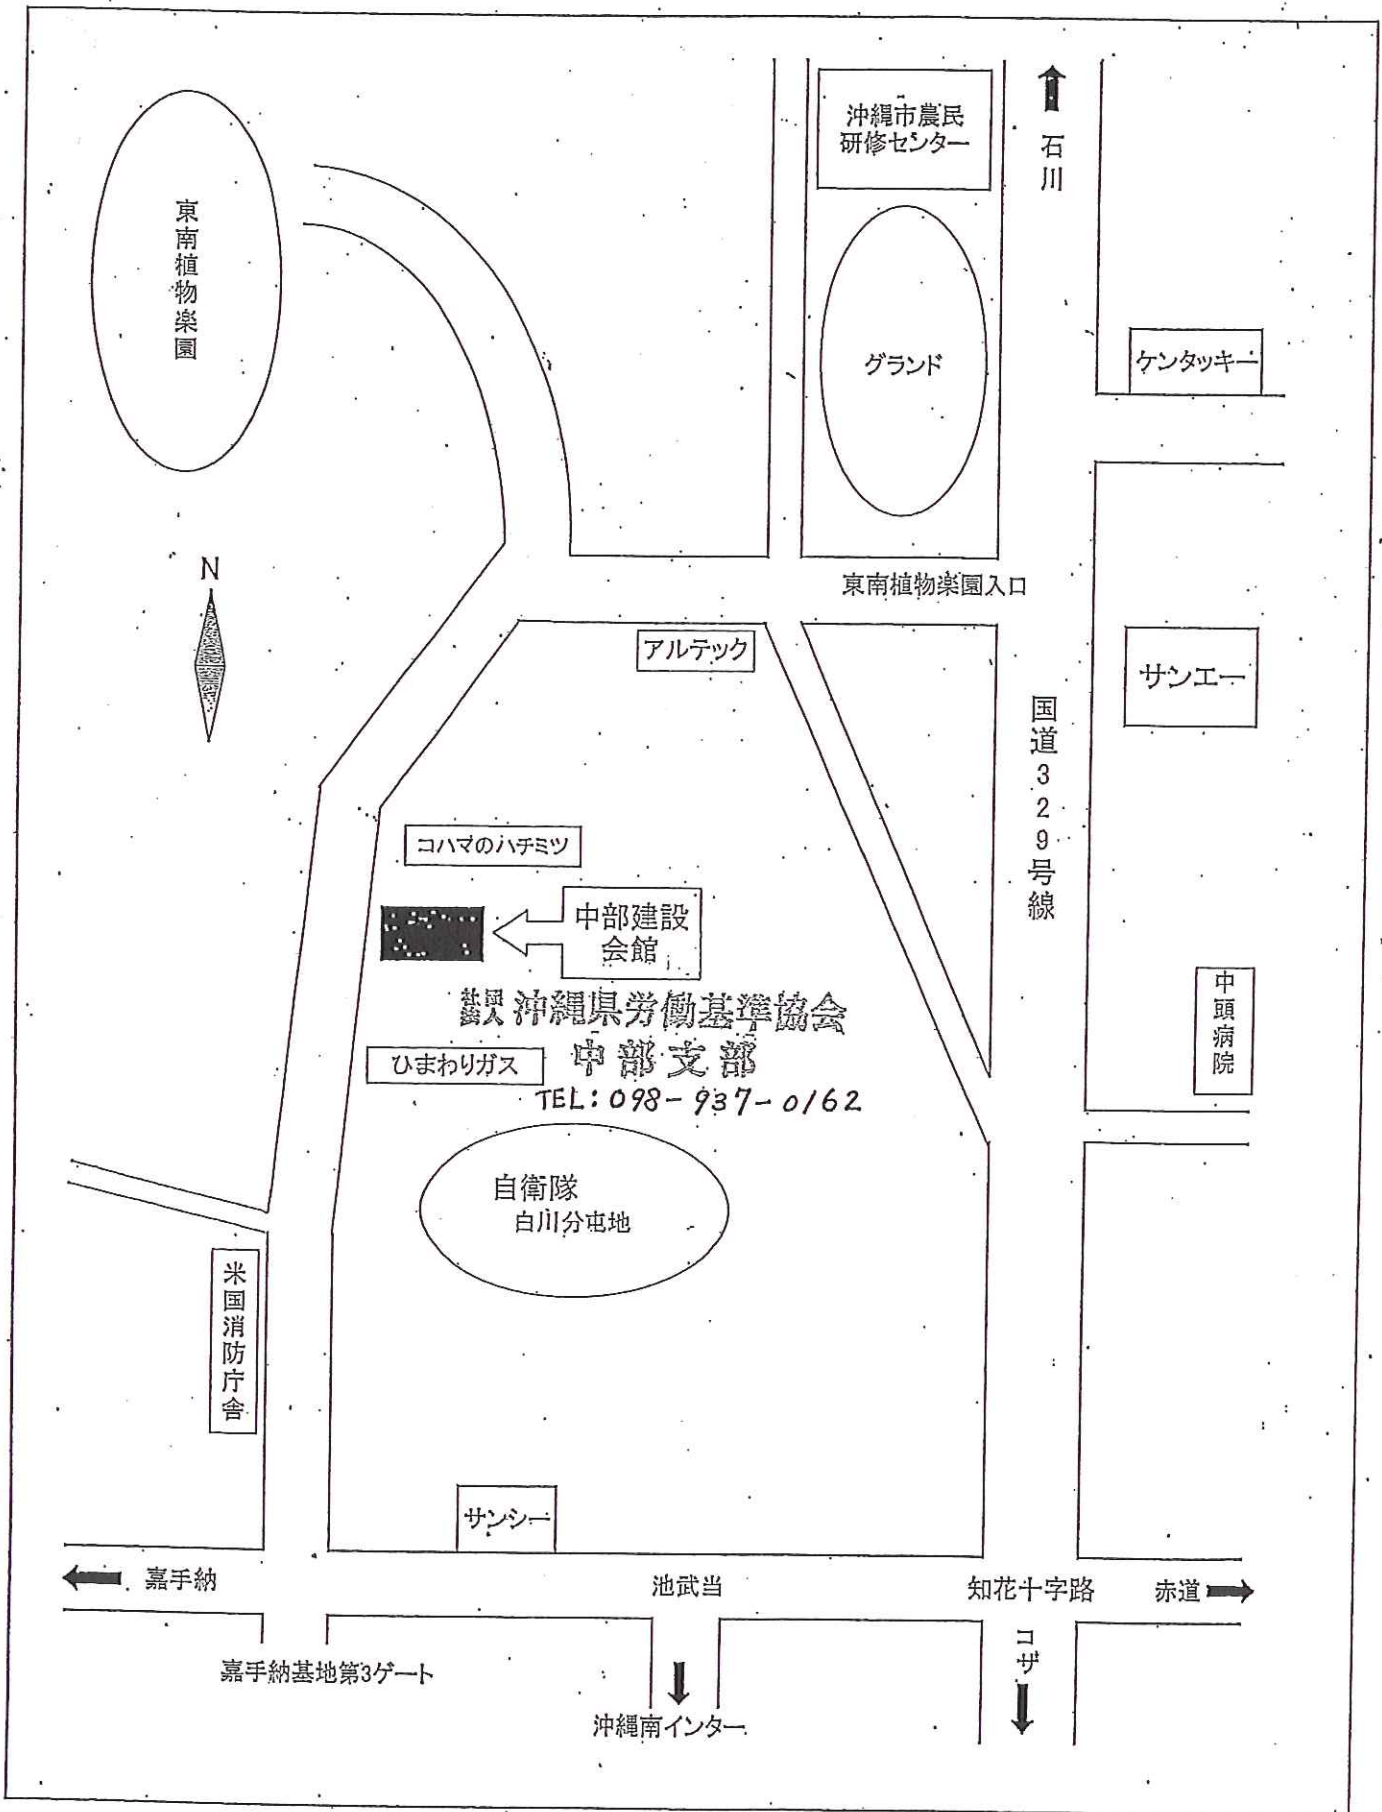 沖縄市農民
研修センター
石川
東南植物楽園
グランド
ケンタッキー
N
東南植物楽園入口
アルテック
サンエー
国道329号線
コハマのハチミツ
中部建設
会館
社団法人 沖縄県労働基準協会
中部支部
ひまわりガス
TEL:098-937-0162
中頭病院
自衛隊
白川分屯地
米国消防庁舎
サンシー
嘉手納
池武当
知花十字路
赤道
コザ
嘉手納基地第3ゲート
沖縄南インター